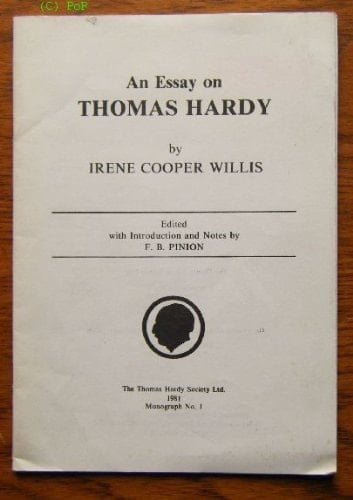 (C) PoF
An Essay on
THOMAS HARDY
by
IRENE COOPER WILLIS
Edited
with Introduction and Notes by
F. B. PINION
The Thomas Hardy Society Ltd.
1981
Monograph No. 1